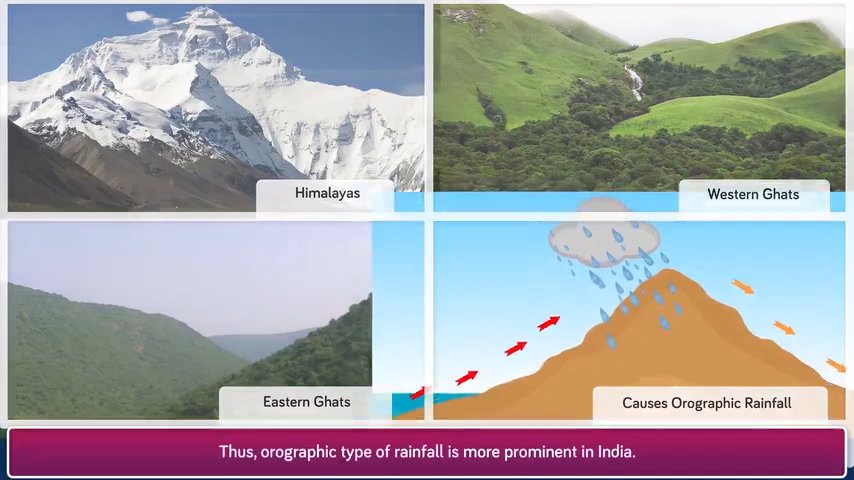 Himalayas
Western Ghats
Eastern Ghats
Causes Orographic Rainfall
Thus, orographic type of rainfall is more prominent in India.